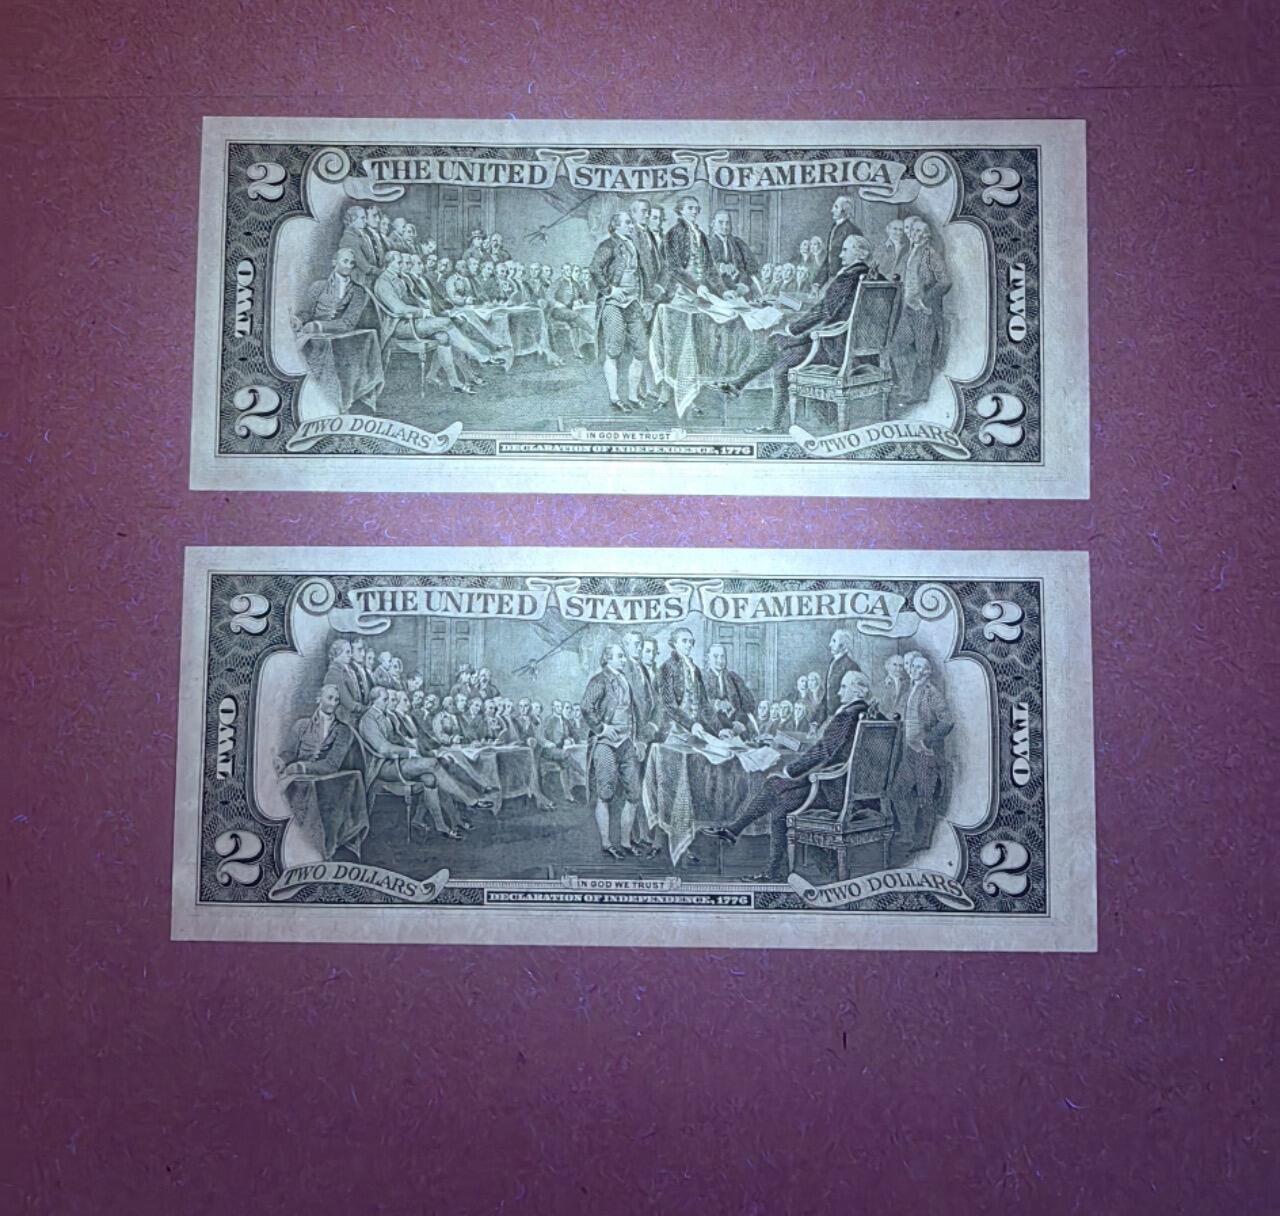 2 THE UNITED STATES OF AMERICA 2
TWO TWO
2 TWO DOLLARS IN GOD WE TRUST TWO DOLLARS 2
DECLARATION OF INDEPENDENCE, 1776
2 THE UNITED STATES OF AMERICA 2
TWO TWO
2 TWO DOLLARS IN GOD WE TRUST TWO DOLLARS 2
DECLARATION OF INDEPENDENCE, 1776